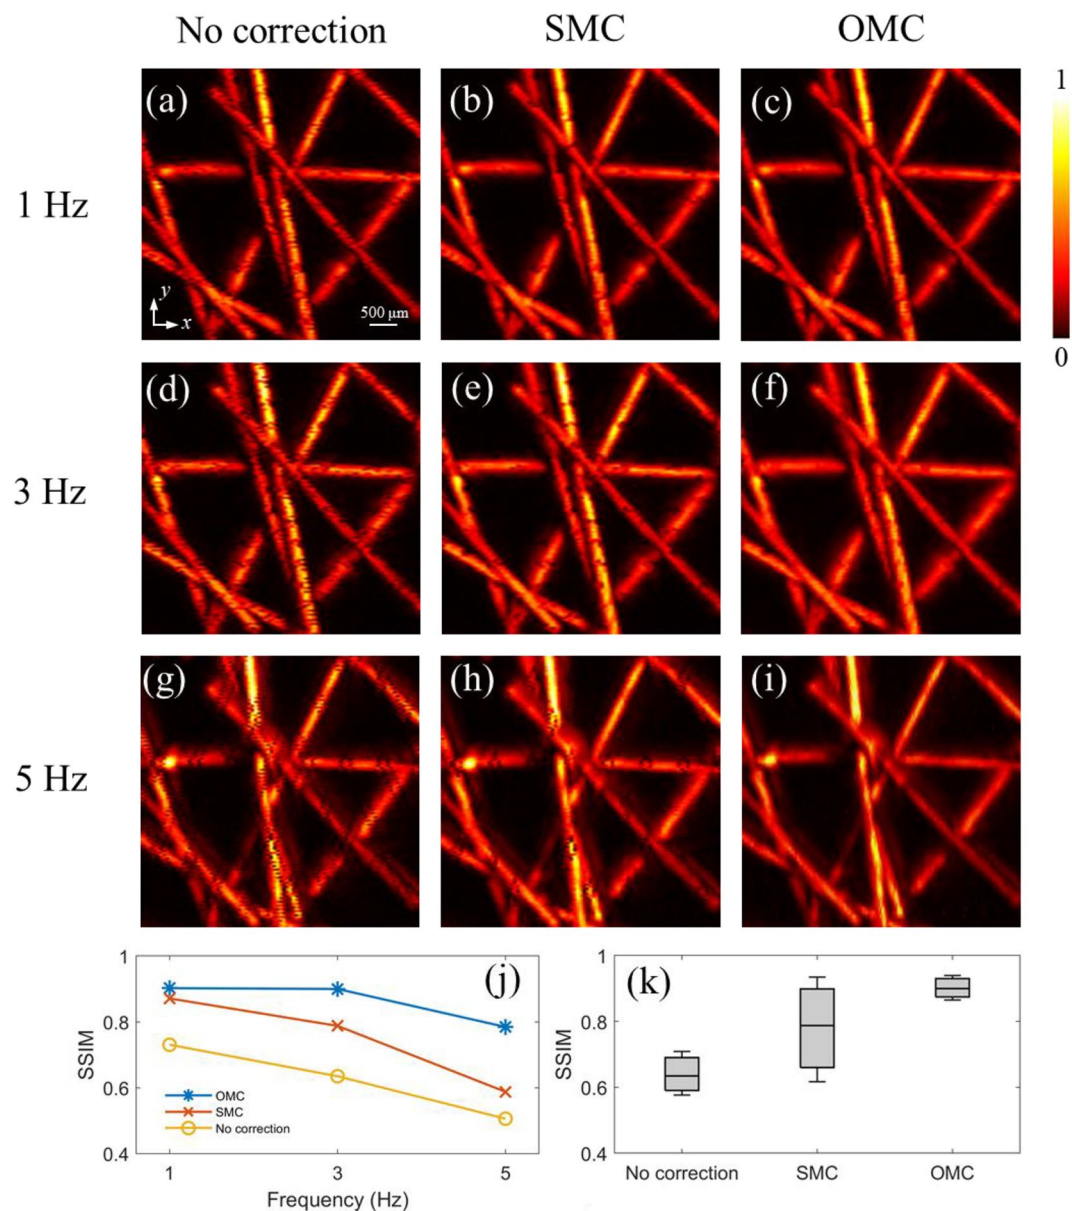 No correction SMC OMC
(a) (b) (c) 1
1 Hz
y
x 500 μm
0
(d) (e) (f)
3 Hz
(g) (h) (i)
5 Hz
1 (j) 1 (k)
0.8 0.8
SSIM SSIM
0.6 0.6
OMC
SMC
No correction
0.4 0.4
1 3 5 No correction SMC OMC
Frequency (Hz)